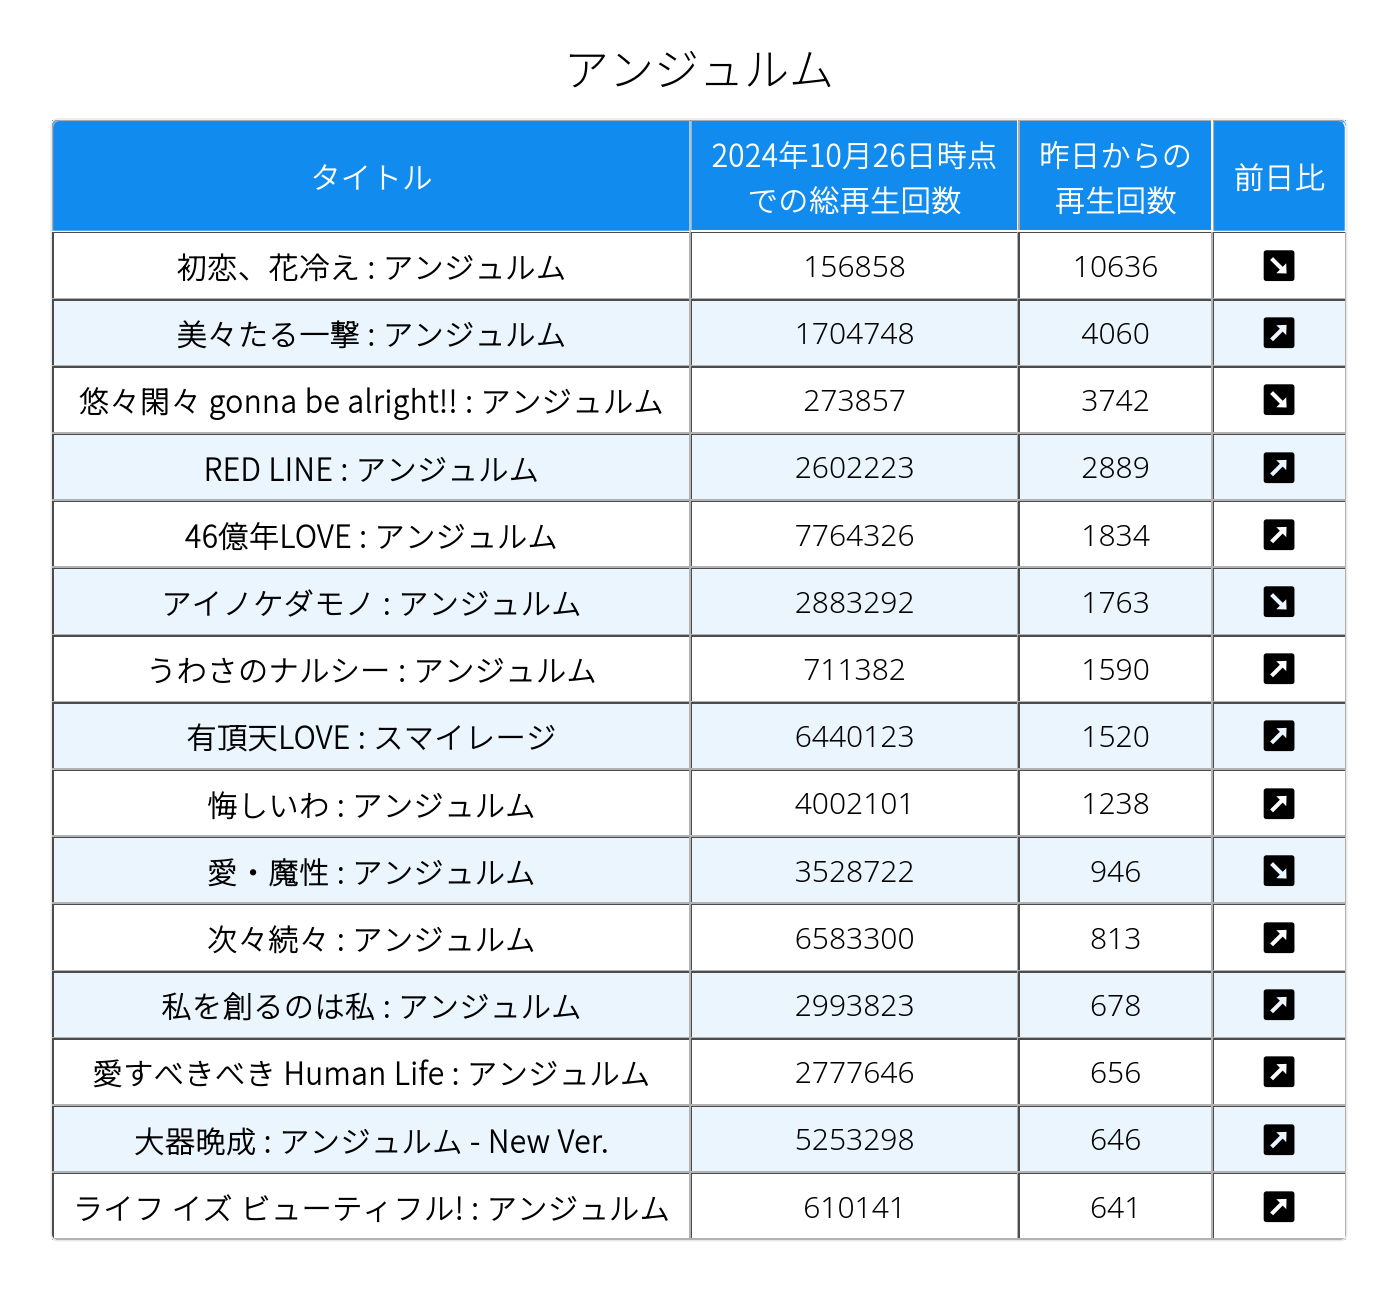 アンジュルム
タイトル 2024年10月26日時点での総再生回数 昨日からの再生回数 前日比
初恋、花冷え : アンジュルム 156858 10636 ↘
美々たる一撃 : アンジュルム 1704748 4060 ↗
悠々閑々 gonna be alright!! : アンジュルム 273857 3742 ↘
RED LINE : アンジュルム 2602223 2889 ↗
46億年LOVE : アンジュルム 7764326 1834 ↗
アイノケダモノ : アンジュルム 2883292 1763 ↘
うわさのナルシー : アンジュルム 711382 1590 ↗
有頂天LOVE : スマイレージ 6440123 1520 ↗
悔しいわ : アンジュルム 4002101 1238 ↗
愛・魔性 : アンジュルム 3528722 946 ↘
次々続々 : アンジュルム 6583300 813 ↗
私を創るのは私 : アンジュルム 2993823 678 ↗
愛すべきべき Human Life : アンジュルム 2777646 656 ↗
大器晩成 : アンジュルム - New Ver. 5253298 646 ↗
ライフ イズ ビューティフル! : アンジュルム 610141 641 ↗